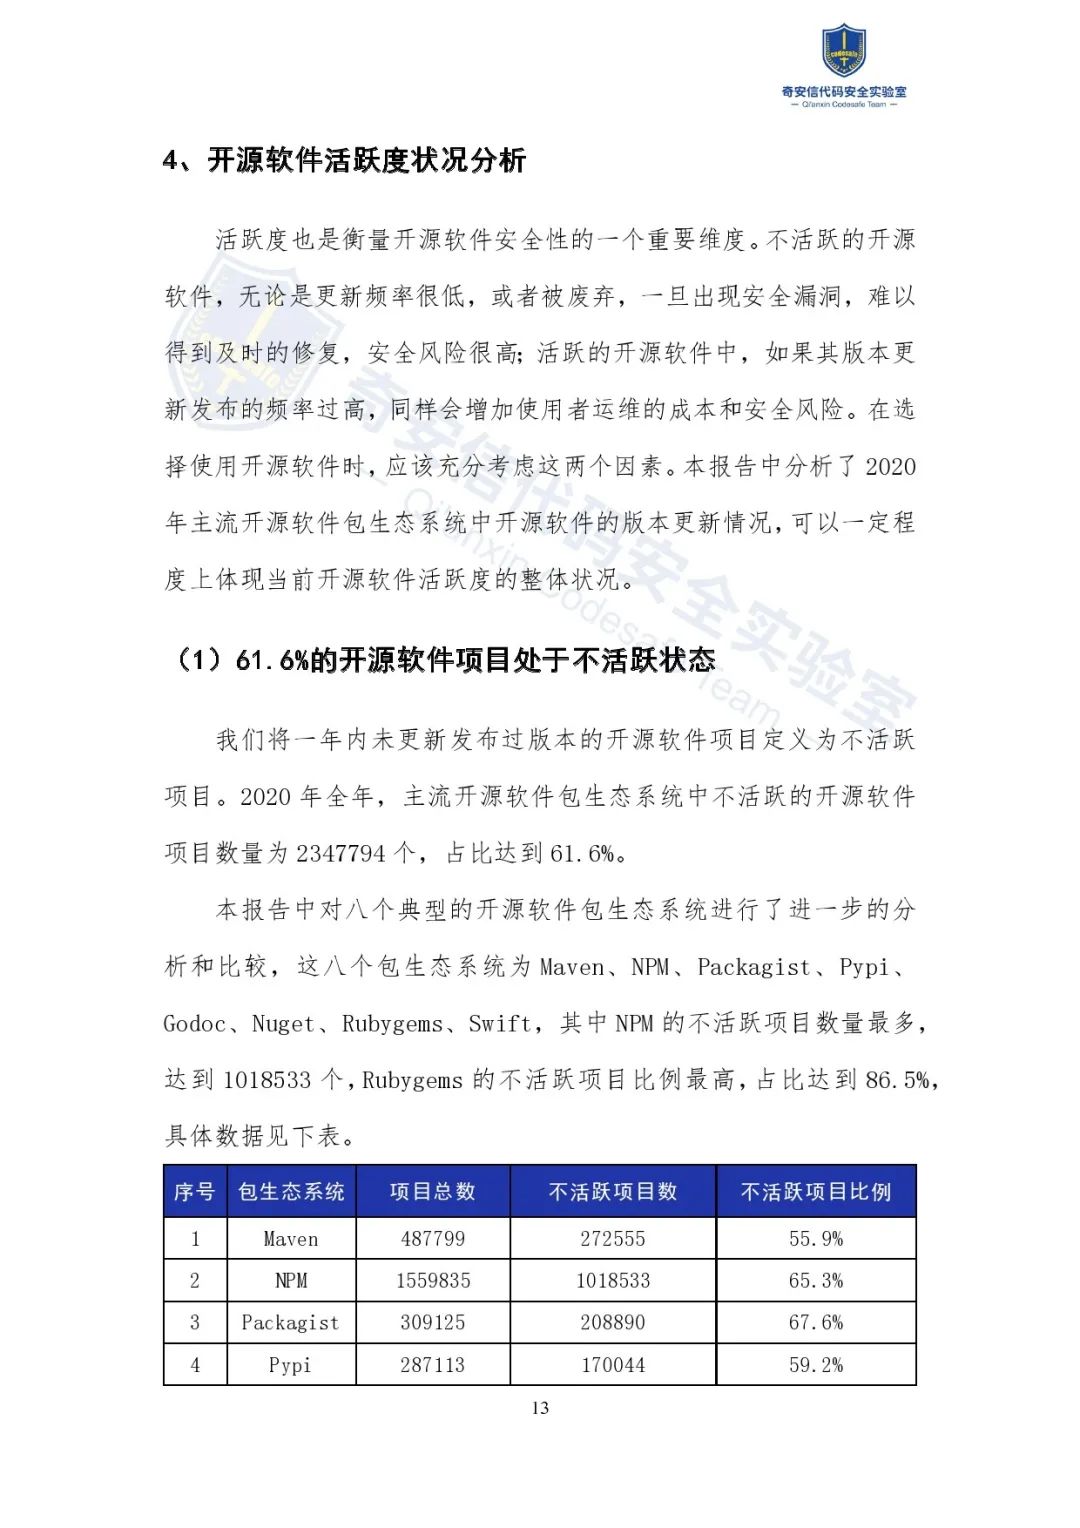 codesafe
奇安信代码安全实验室
— Qi'anxin Codesafe Team —
4、开源软件活跃度状况分析
活跃度也是衡量开源软件安全性的一个重要维度。不活跃的开源
软件，无论是更新频率很低，或者被废弃，一旦出现安全漏洞，难以
得到及时的修复，安全风险很高；活跃的开源软件中，如果其版本更
新发布的频率过高，同样会增加使用者运维的成本和安全风险。在选
择使用开源软件时，应该充分考虑这两个因素。本报告中分析了 2020
年主流开源软件包生态系统中开源软件的版本更新情况，可以一定程
度上体现当前开源软件活跃度的整体状况。
（1）61.6%的开源软件项目处于不活跃状态
我们将一年内未更新发布过版本的开源软件项目定义为不活跃
项目。2020 年全年，主流开源软件包生态系统中不活跃的开源软件
项目数量为 2347794 个，占比达到 61.6%。
本报告中对八个典型的开源软件包生态系统进行了进一步的分
析和比较，这八个包生态系统为 Maven、NPM、Packagist、Pypi、
Godoc、Nuget、Rubygems、Swift，其中 NPM 的不活跃项目数量最多，
达到 1018533 个，Rubygems 的不活跃项目比例最高，占比达到 86.5%，
具体数据见下表。
序号 包生态系统 项目总数 不活跃项目数 不活跃项目比例
1 Maven 487799 272555 55.9%
2 NPM 1559835 1018533 65.3%
3 Packagist 309125 208890 67.6%
4 Pypi 287113 170044 59.2%
13
奇安信代码安全实验室
— Qi'anxin Codesafe Team —